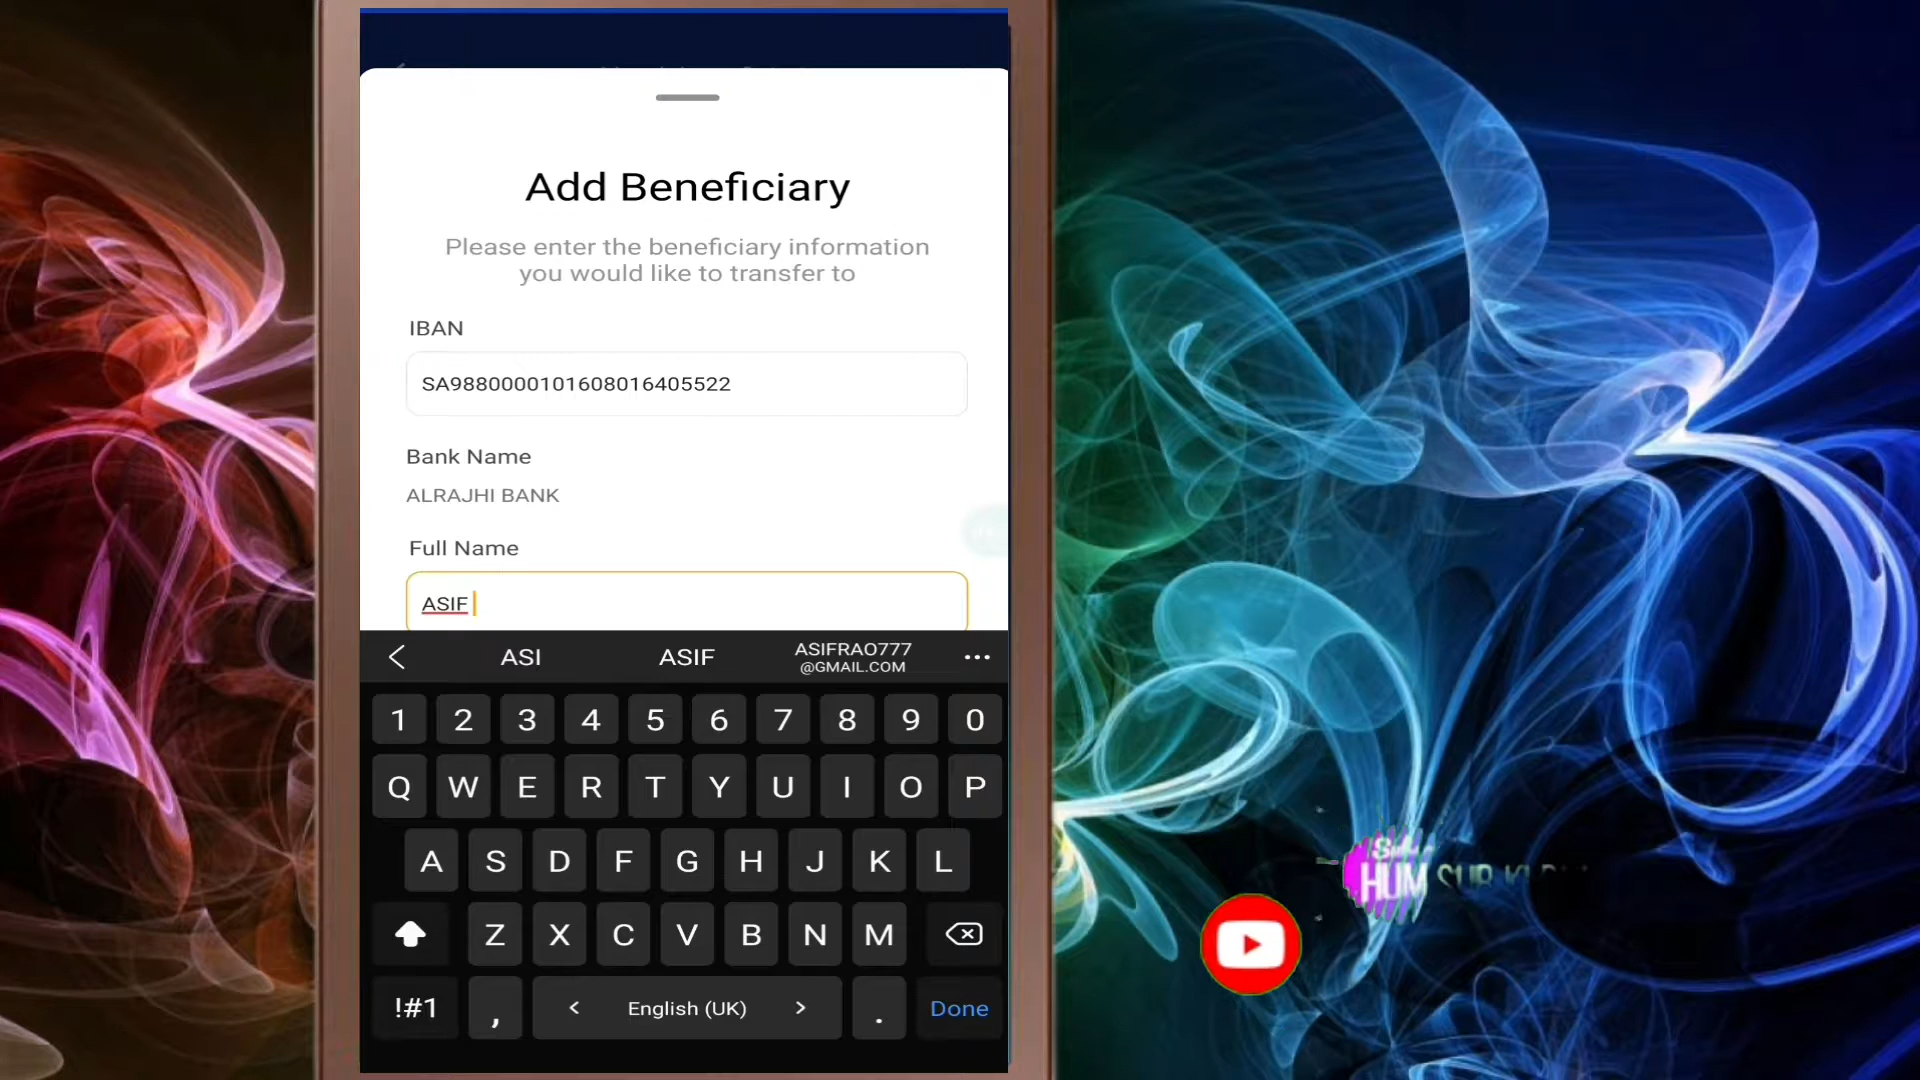 Add Beneficiary
Please enter the beneficiary information
you would like to transfer to
IBAN
SA9880000101608016405522
Bank Name
ALRAJHI BANK
Full Name
ASIF
ASI ASIF ASIFRAO777
@GMAIL.COM
1 2 3 4 5 6 7 8 9 0
Q W E R T Y U I O P
A S D F G H J K L
Z X C V B N M
!#1 , < English (UK) > . Done
HUM